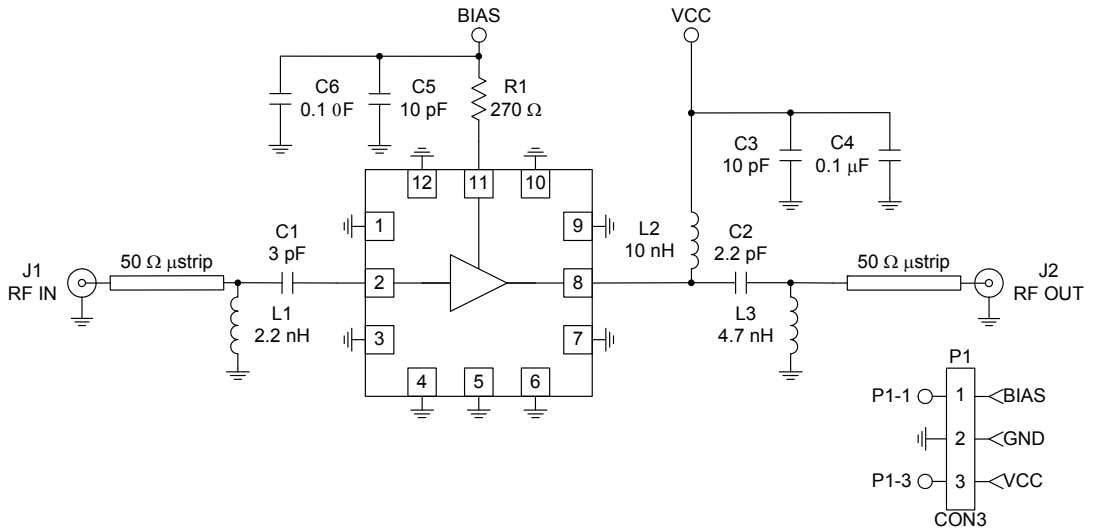 BIAS
VCC
C6
0.1 0F
C5
10 pF
R1
270 Ω
C3
10 pF
C4
0.1 µF
12
11
10
1
9
L2
10 nH
C2
2.2 pF
C1
3 pF
J1
RF IN
50 Ω µstrip
2
8
50 Ω µstrip
J2
RF OUT
L1
2.2 nH
L3
4.7 nH
3
7
4
5
6
P1
P1-1
1
BIAS
2
GND
P1-3
3
VCC
CON3